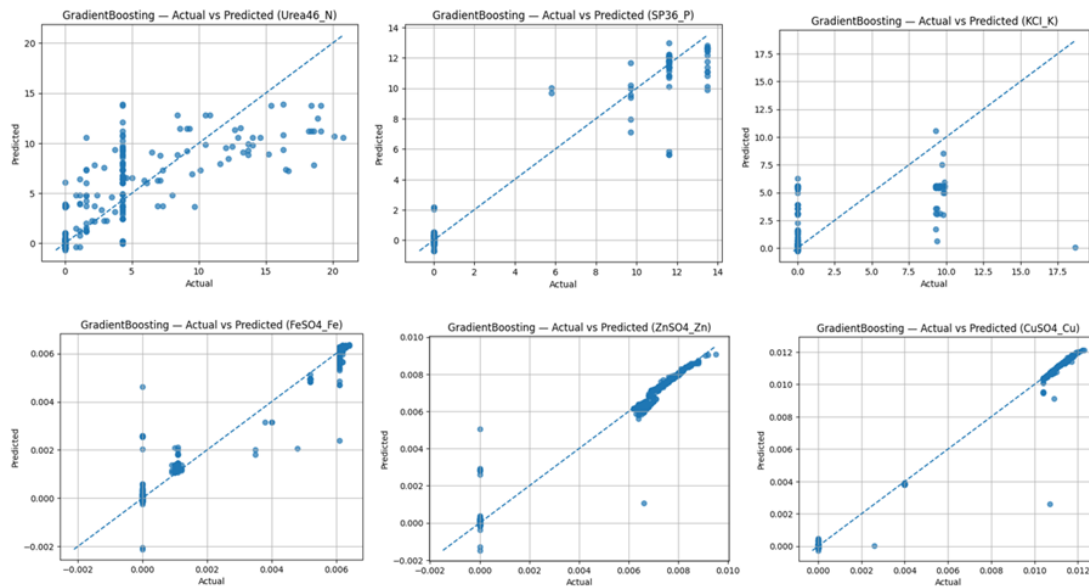 GradientBoosting — Actual vs Predicted (Urea46_N)
20
15
10
5
0
Predicted
0 5 10 15 20
Actual
GradientBoosting — Actual vs Predicted (SP36_P)
14
12
10
8
6
4
2
0
Predicted
0 2 4 6 8 10 12 14
Actual
GradientBoosting — Actual vs Predicted (KCl_K)
17.5
15.0
12.5
10.0
7.5
5.0
2.5
0.0
Predicted
0.0 2.5 5.0 7.5 10.0 12.5 15.0 17.5
Actual
GradientBoosting — Actual vs Predicted (FeSO4_Fe)
0.006
0.004
0.002
0.000
−0.002
Predicted
−0.002 0.000 0.002 0.004 0.006
Actual
GradientBoosting — Actual vs Predicted (ZnSO4_Zn)
0.010
0.008
0.006
0.004
0.002
0.000
−0.002
Predicted
−0.002 0.000 0.002 0.004 0.006 0.008 0.010
Actual
GradientBoosting — Actual vs Predicted (CuSO4_Cu)
0.012
0.010
0.008
0.006
0.004
0.002
0.000
Predicted
0.000 0.002 0.004 0.006 0.008 0.010 0.012
Actual